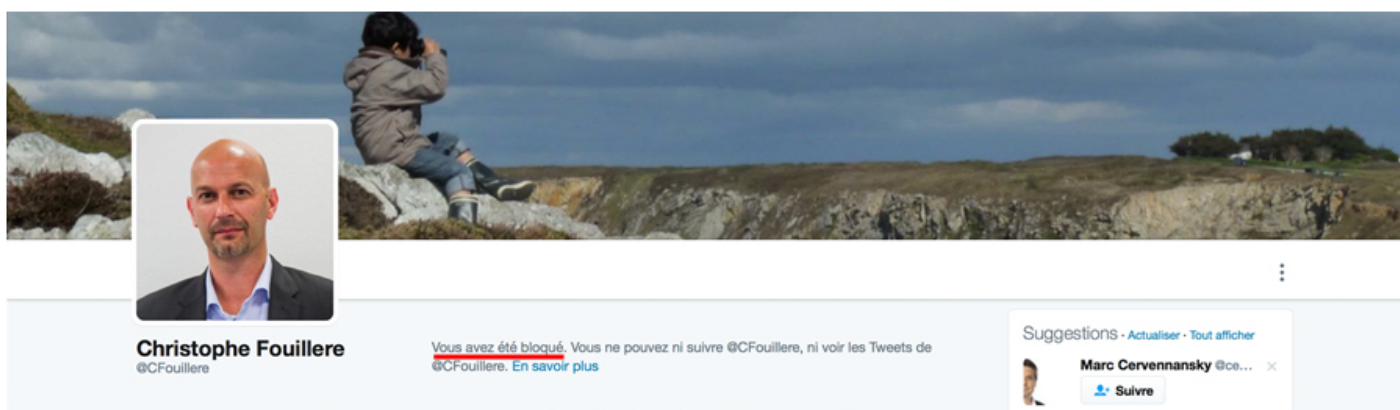 Christophe Fouillere
@CFouillere
Vous avez été bloqué. Vous ne pouvez ni suivre @CFouillere, ni voir les Tweets de
@CFouillere. En savoir plus
Suggestions · Actualiser · Tout afficher
Marc Cervennansky @ce...
Suivre